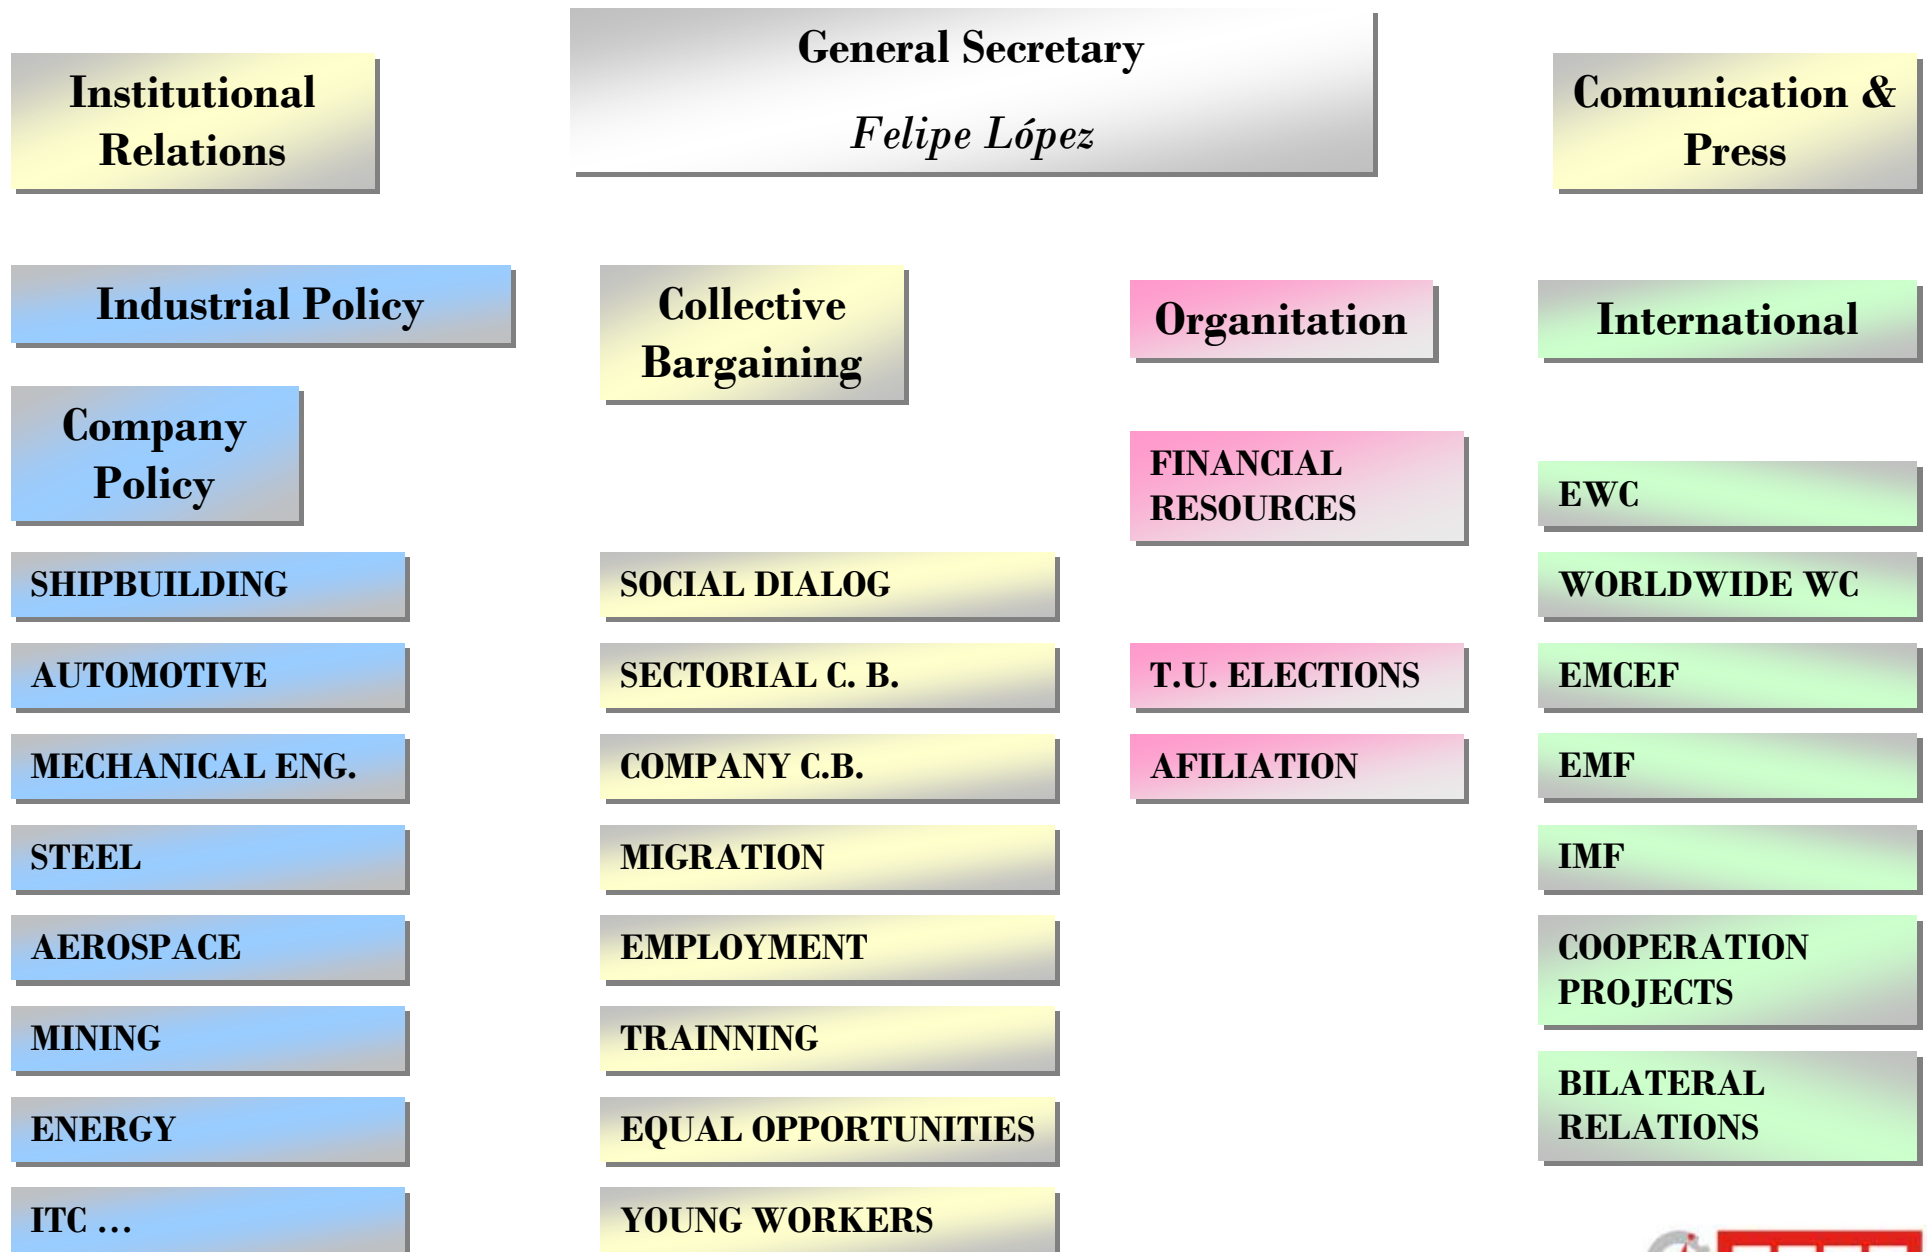 General Secretary
Felipe López
Institutional
Relations
Comunication &
Press
Industrial Policy
Company
Policy
SHIPBUILDING
AUTOMOTIVE
MECHANICAL ENG.
STEEL
AEROSPACE
MINING
ENERGY
ITC ...
Collective
Bargaining
SOCIAL DIALOG
SECTORIAL C. B.
COMPANY C.B.
MIGRATION
EMPLOYMENT
TRAINNING
EQUAL OPPORTUNITIES
YOUNG WORKERS
Organitation
FINANCIAL
RESOURCES
T.U. ELECTIONS
AFILIATION
International
EWC
WORLDWIDE WC
EMCEF
EMF
IMF
COOPERATION
PROJECTS
BILATERAL
RELATIONS